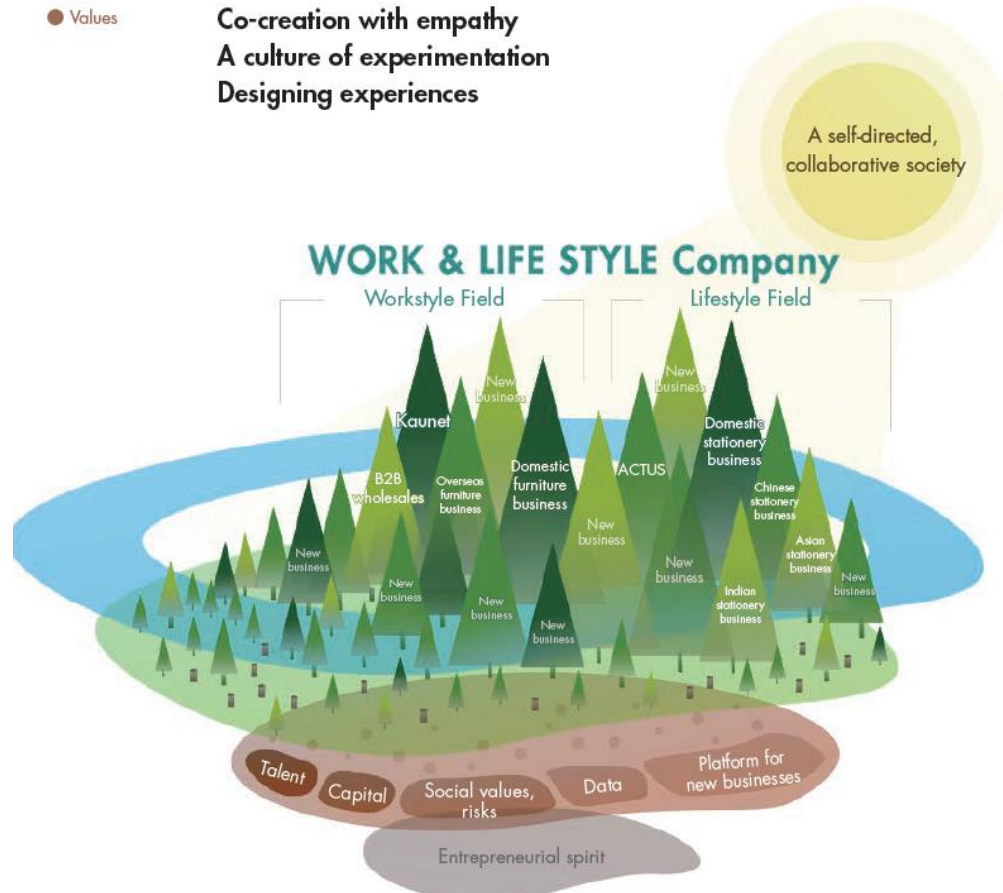 Values
Co-creation with empathy
A culture of experimentation
Designing experiences
A self-directed,
collaborative society
WORK & LIFE STYLE Company
Workstyle Field
Lifestyle Field
New
business
New
business
Kaunet
Domestic
stationery
business
B2B
wholesales
Overseas
furniture
business
Domestic
furniture
business
ACTUS
Chinese
stationery
business
New
business
Asian
stationery
business
New
business
New
business
New
business
Indian
stationery
business
New
business
New
business
New
business
Talent
Capital
Social values,
risks
Data
Platform for
new businesses
Entrepreneurial spirit